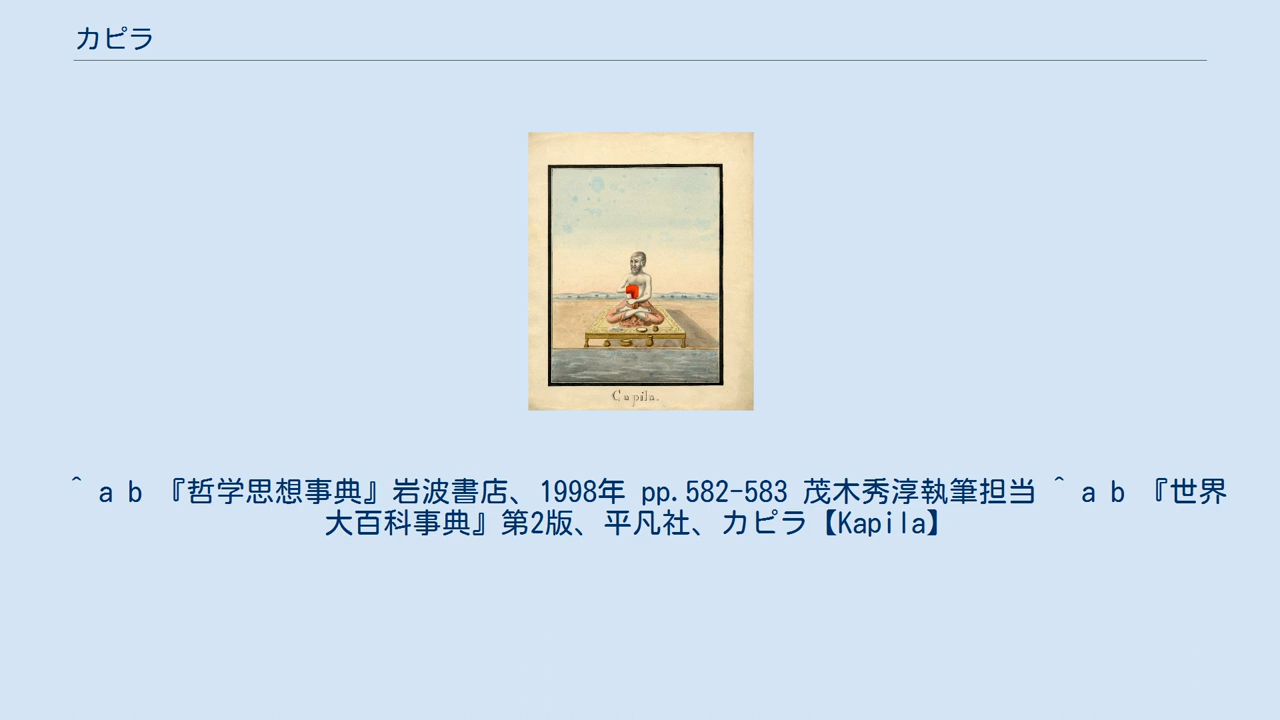 カピラ
Capila.
^ a b 『哲学思想事典』岩波書店、1998年 pp.582-583 茂木秀淳執筆担当 ^ a b 『世界
大百科事典』第2版、平凡社、カピラ【Kapila】